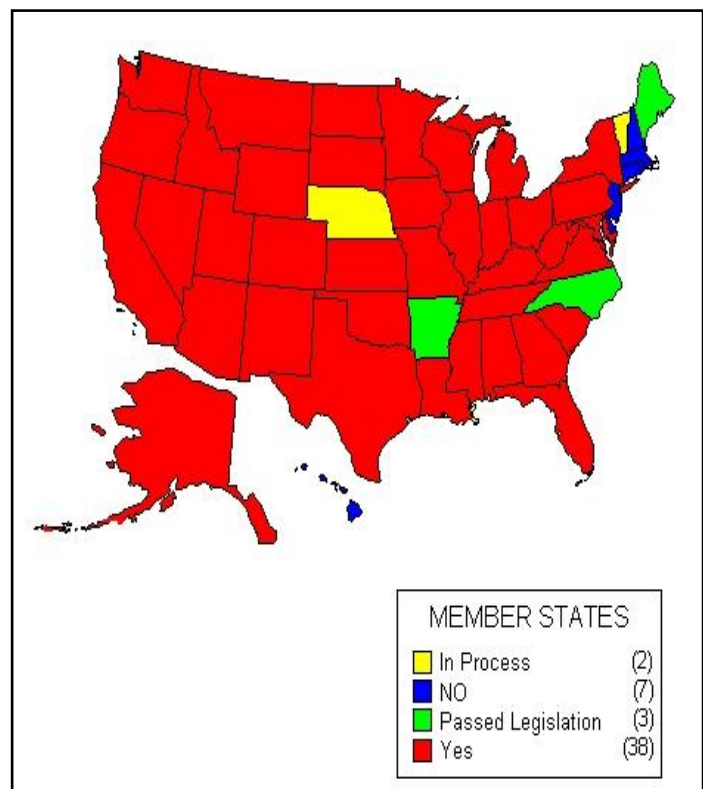 MEMBER STATES
In Process (2)
NO (7)
Passed Legislation (3)
Yes (38)